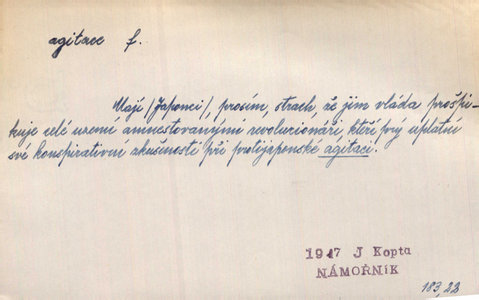 agitace f.
Mají /Japonci/, prosím, strach, že jim vláda prošpi-
kuje celé území amnestovanými revolucionáři, kteří prý uplatní
své konspirativní zkušenosti při protijaponské agitaci.
1947 J Kopta
NÁMOŘNÍK
183,22